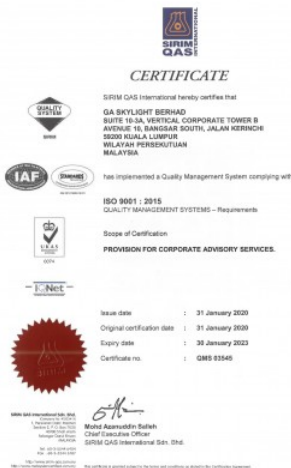 SIRIM
QAS
INTERNATIONAL
CERTIFICATE
SIRIM QAS International hereby certifies that
GA SKYLIGHT BERHAD
SUITE 10-3A, VERTICAL CORPORATE TOWER B
AVENUE 10, BANGSAR SOUTH, JALAN KERINCHI
59200 KUALA LUMPUR
WILAYAH PERSEKUTUAN
MALAYSIA
QUALITY
SYSTEM
SIRIM
IAF
STANDARDS
has implemented a Quality Management System complying with
ISO 9001 : 2015
QUALITY MANAGEMENT SYSTEMS – Requirements
UKAS
Scope of Certification
PROVISION FOR CORPORATE ADVISORY SERVICES.
IQNet
Issue date : 31 January 2020
Original certification date : 31 January 2020
Expiry date : 30 January 2023
Certificate no. : QMS 03545
SIRIM QAS International Sdn. Bhd.
Mohd Azanuddin Salleh
Chief Executive Officer
SIRIM QAS International Sdn. Bhd.